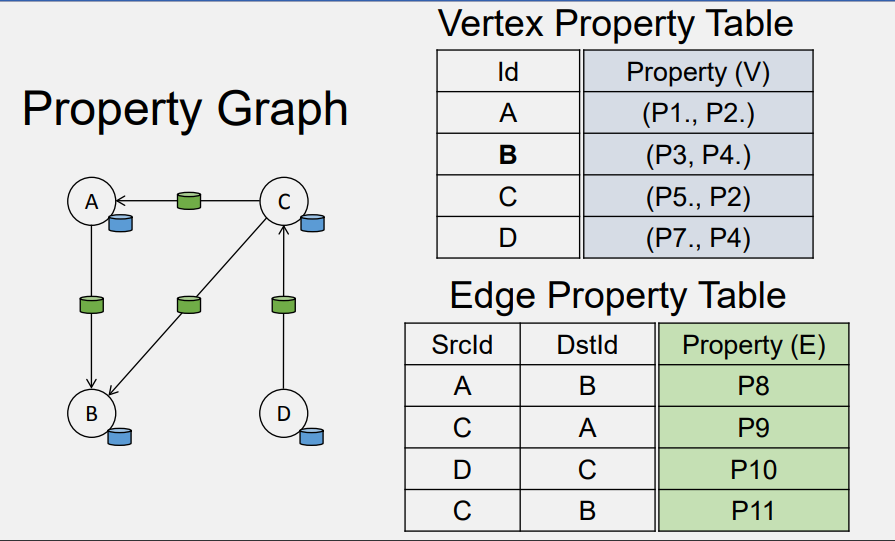 Property Graph
A
C
B
D
Vertex Property Table
Id Property (V)
A (P1., P2.)
B (P3, P4.)
C (P5., P2)
D (P7., P4)
Edge Property Table
SrcId DstId Property (E)
A B P8
C A P9
D C P10
C B P11